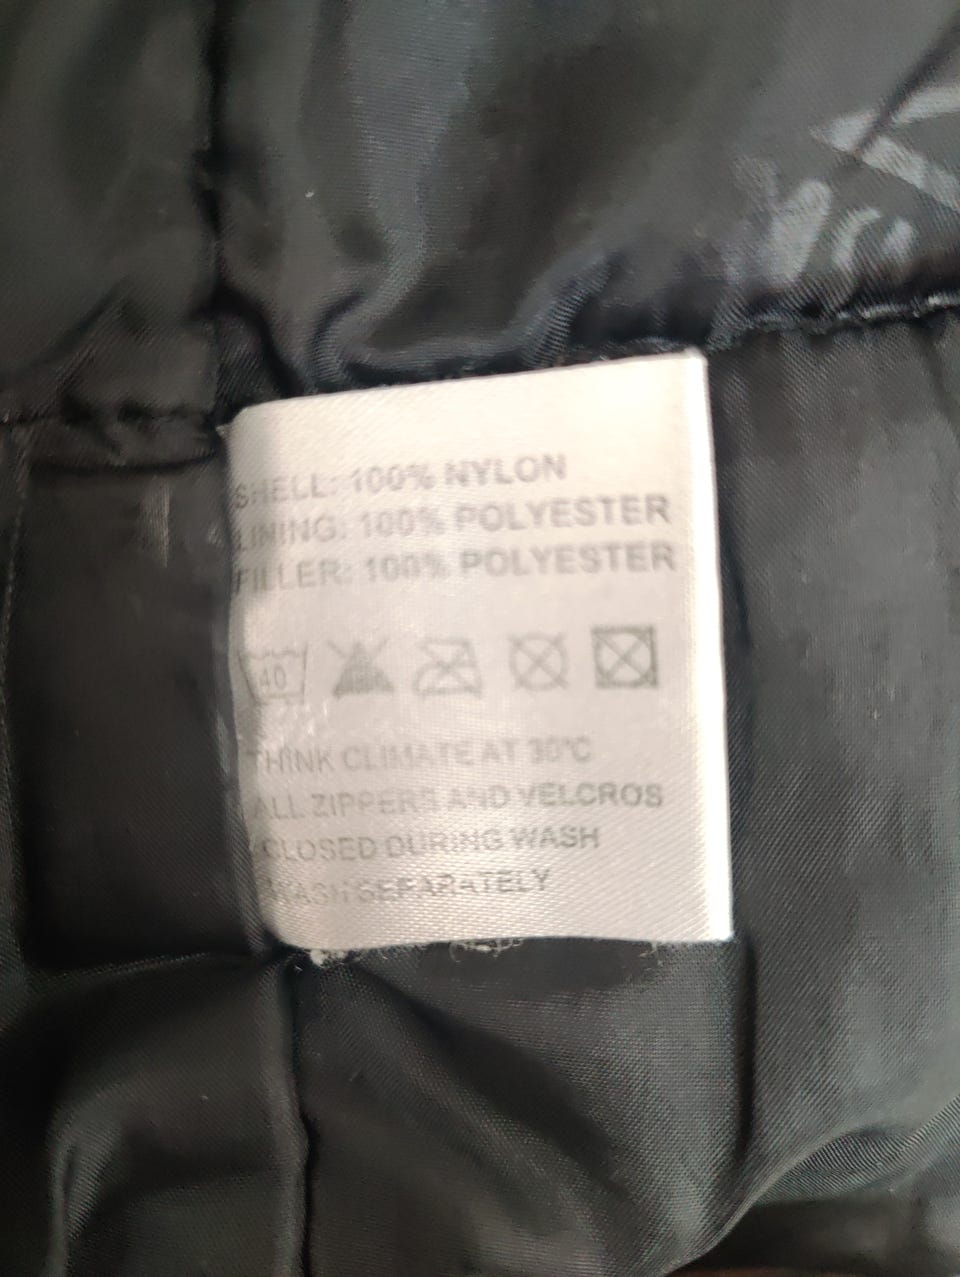 SHELL: 100% NYLON
LINING: 100% POLYESTER
FILLER: 100% POLYESTER
40
THINK CLIMATE AT 30°C
ALL ZIPPERS AND VELCROS
CLOSED DURING WASH
WASH SEPARATELY